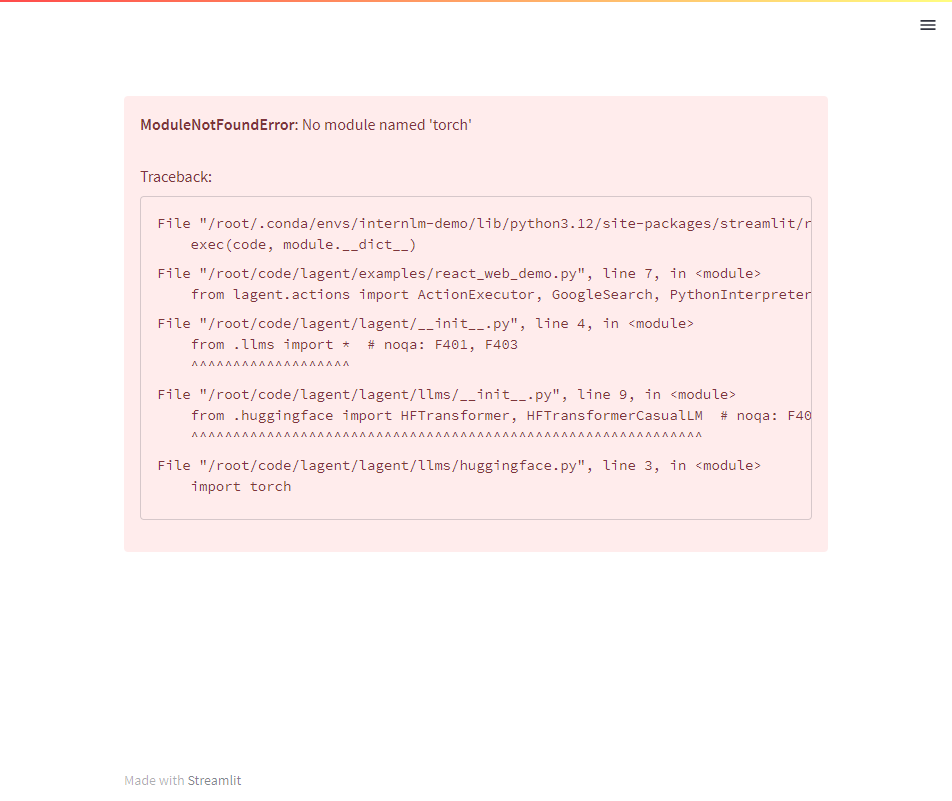 ModuleNotFoundError: No module named 'torch'
Traceback:
File "/root/.conda/envs/internlm-demo/lib/python3.12/site-packages/streamlit/r
exec(code, module.__dict__)
File "/root/code/lagent/examples/react_web_demo.py", line 7, in <module>
from lagent.actions import ActionExecutor, GoogleSearch, PythonInterpreter
File "/root/code/lagent/lagent/__init__.py", line 4, in <module>
from .llms import *  # noqa: F401, F403
^^^^^^^^^^^^^^^^^^^
File "/root/code/lagent/lagent/llms/__init__.py", line 9, in <module>
from .huggingface import HFTransformer, HFTransformerCasualLM  # noqa: F40
^^^^^^^^^^^^^^^^^^^^^^^^^^^^^^^^^^^^^^^^^^^^^^^^^^^^^^^^^^^^^
File "/root/code/lagent/lagent/llms/huggingface.py", line 3, in <module>
import torch
Made with Streamlit